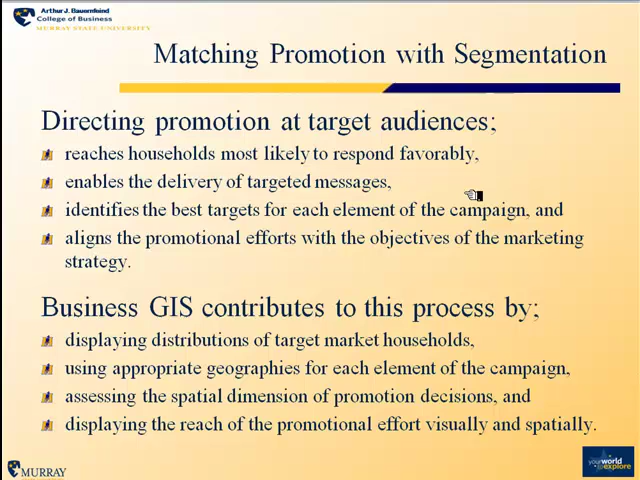 Arthur J. Bauernfeind
College of Business
MURRAY STATE UNIVERSITY
Matching Promotion with Segmentation
Directing promotion at target audiences;
reaches households most likely to respond favorably,
enables the delivery of targeted messages,
identifies the best targets for each element of the campaign, and
aligns the promotional efforts with the objectives of the marketing
strategy.
Business GIS contributes to this process by;
displaying distributions of target market households,
using appropriate geographies for each element of the campaign,
assessing the spatial dimension of promotion decisions, and
displaying the reach of the promotional effort visually and spatially.
MURRAY
yourworld
toexplore